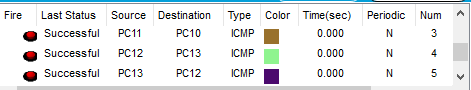 Fire Last Status Source Destination Type Color Time(sec) Periodic Num
Successful PC11 PC10 ICMP 0.000 N 3
Successful PC12 PC13 ICMP 0.000 N 4
Successful PC13 PC12 ICMP 0.000 N 5